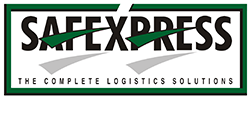 SAFEXPRESS
THE COMPLETE LOGISTICS SOLUTIONS